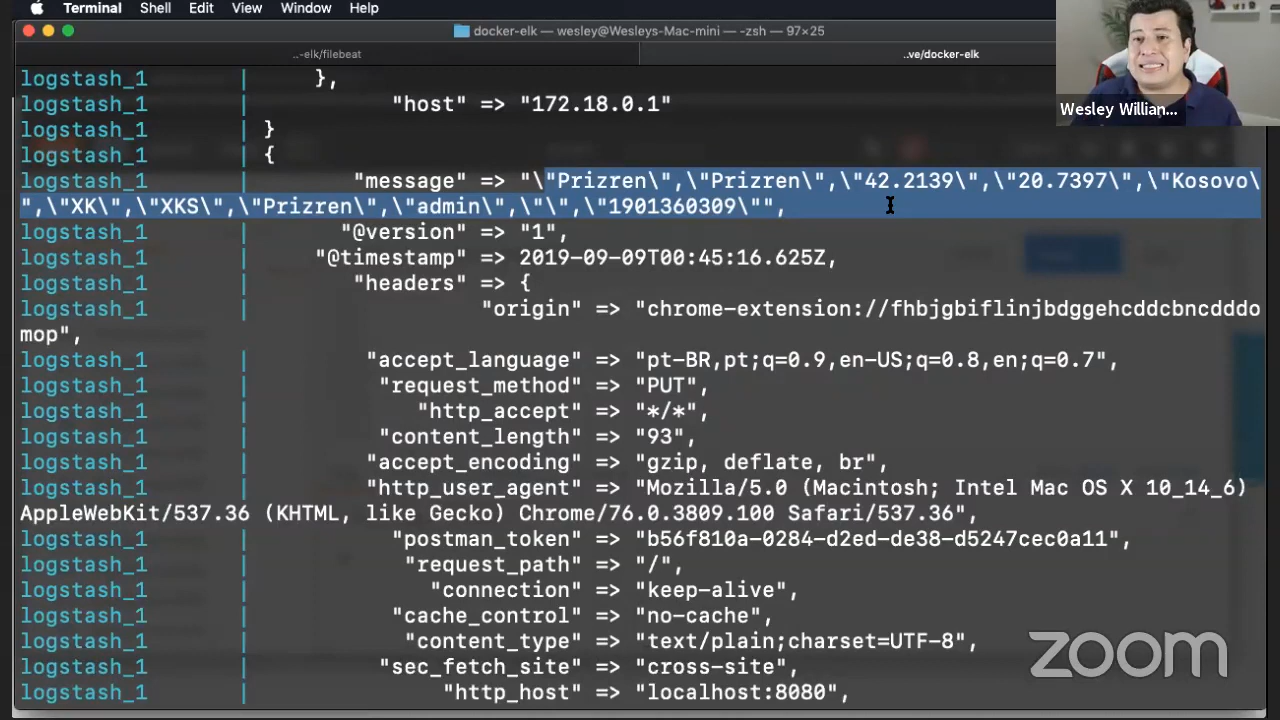 Terminal Shell Edit View Window Help
docker-elk — wesley@Wesleys-Mac-mini — -zsh — 97×25
..-elk/filebeat ..ve/docker-elk
logstash_1 | },
logstash_1 | "host" => "172.18.0.1"
logstash_1 | }
logstash_1 | {
logstash_1 | "message" => "\"Prizren\",\"Prizren\",\"42.2139\",\"20.7397\",\"Kosovo\
",\"XK\",\"XKS\",\"Prizren\",\"admin\",\"\",\"1901360309\"",
logstash_1 | "@version" => "1",
logstash_1 | "@timestamp" => 2019-09-09T00:45:16.625Z,
logstash_1 | "headers" => {
logstash_1 | "origin" => "chrome-extension://fhbjgbiflinjbdggehcddcbncdddo
mop",
logstash_1 | "accept_language" => "pt-BR,pt;q=0.9,en-US;q=0.8,en;q=0.7",
logstash_1 | "request_method" => "PUT",
logstash_1 | "http_accept" => "*/*",
logstash_1 | "content_length" => "93",
logstash_1 | "accept_encoding" => "gzip, deflate, br",
logstash_1 | "http_user_agent" => "Mozilla/5.0 (Macintosh; Intel Mac OS X 10_14_6)
AppleWebKit/537.36 (KHTML, like Gecko) Chrome/76.0.3809.100 Safari/537.36",
logstash_1 | "postman_token" => "b56f810a-0284-d2ed-de38-d5247cec0a11",
logstash_1 | "request_path" => "/",
logstash_1 | "connection" => "keep-alive",
logstash_1 | "cache_control" => "no-cache",
logstash_1 | "content_type" => "text/plain;charset=UTF-8",
logstash_1 | "sec_fetch_site" => "cross-site",
logstash_1 | "http_host" => "localhost:8080",
Wesley Willian...
zoom